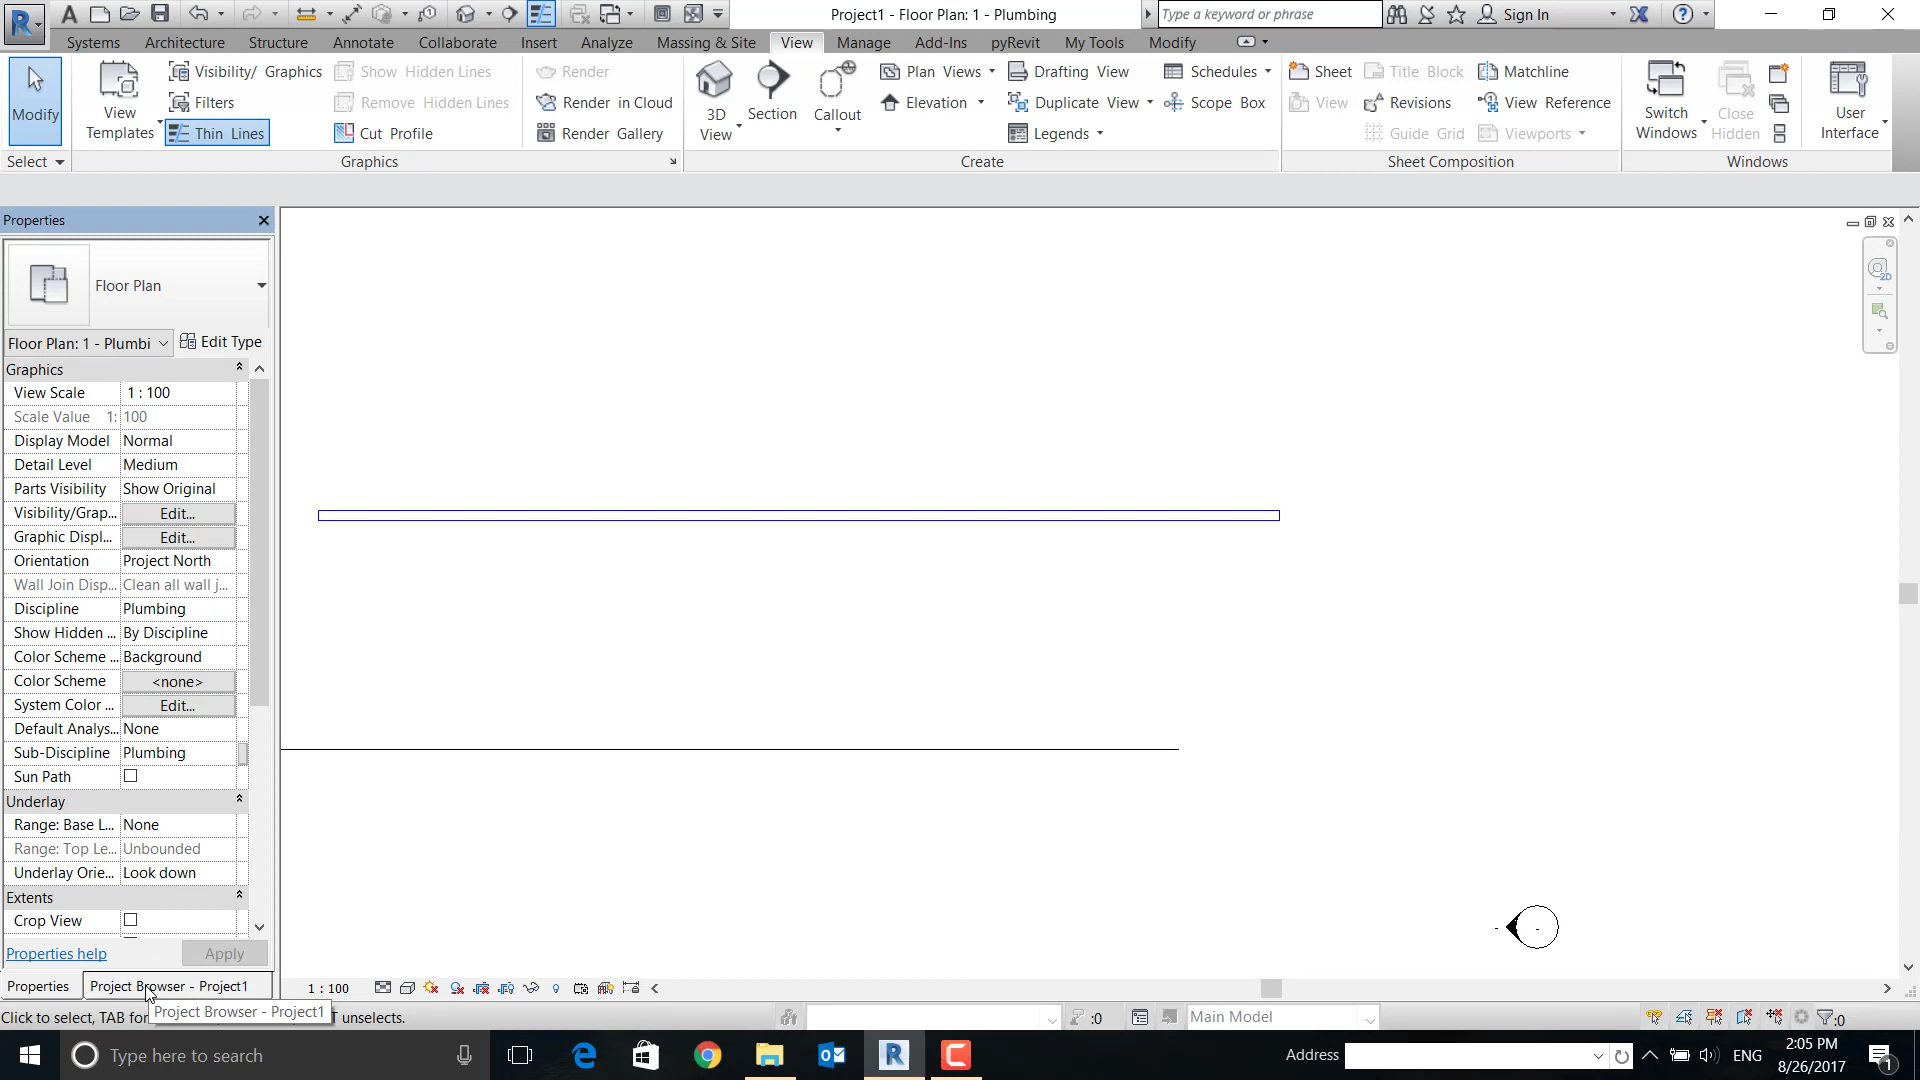 Project1 - Floor Plan: 1 - Plumbing
Type a keyword or phrase
Sign In
Systems Architecture Structure Annotate Collaborate Insert Analyze Massing & Site View Manage Add-Ins pyRevit My Tools Modify
Modify
View Templates
Visibility/ Graphics
Filters
Thin Lines
Show Hidden Lines
Remove Hidden Lines
Cut Profile
Render
Render in Cloud
Render Gallery
3D View
Section
Callout
Plan Views
Elevation
Drafting View
Duplicate View
Legends
Schedules
Scope Box
Sheet
View
Title Block
Revisions
Guide Grid
Matchline
View Reference
Viewports
Switch Windows
Close Hidden
User Interface
Select Graphics Create Sheet Composition Windows
Properties
Floor Plan
Floor Plan: 1 - Plumbi
Edit Type
Graphics
View Scale 1 : 100
Scale Value 1: 100
Display Model Normal
Detail Level Medium
Parts Visibility Show Original
Visibility/Grap... Edit...
Graphic Displ... Edit...
Orientation Project North
Wall Join Disp... Clean all wall j...
Discipline Plumbing
Show Hidden ... By Discipline
Color Scheme ... Background
Color Scheme <none>
System Color ... Edit...
Default Analys... None
Sub-Discipline Plumbing
Sun Path
Underlay
Range: Base L... None
Range: Top Le... Unbounded
Underlay Orie... Look down
Extents
Crop View
Properties help Apply
Properties Project Browser - Project1
1 : 100
Project Browser - Project1
Click to select, TAB for
T unselects.
:0
Main Model
:0
Type here to search
Address
ENG
2:05 PM
8/26/2017
1